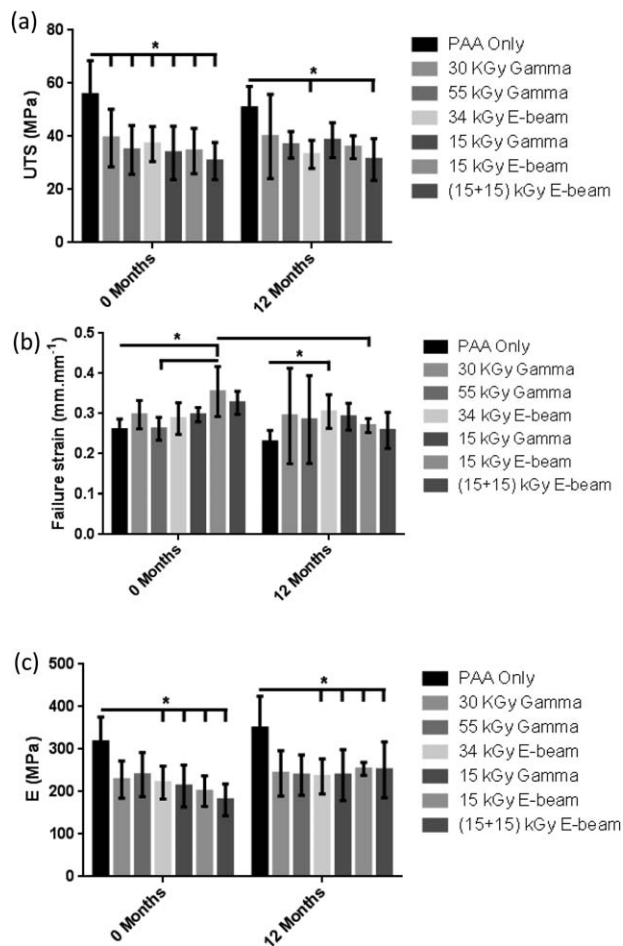 (a)
UTS (MPa)
80
60
40
20
0
*
*
0 Months
12 Months
PAA Only
30 KGy Gamma
55 kGy Gamma
34 kGy E-beam
15 kGy Gamma
15 kGy E-beam
(15+15) kGy E-beam
(b)
Failure strain (mm.mm⁻¹)
0.5
0.4
0.3
0.2
0.1
0.0
*
*
0 Months
12 Months
PAA Only
30 KGy Gamma
55 kGy Gamma
34 kGy E-beam
15 kGy Gamma
15 kGy E-beam
(15+15) kGy E-beam
(c)
E (MPa)
500
400
300
200
100
0
*
*
0 Months
12 Months
PAA Only
30 KGy Gamma
55 kGy Gamma
34 kGy E-beam
15 kGy Gamma
15 kGy E-beam
(15+15) kGy E-beam